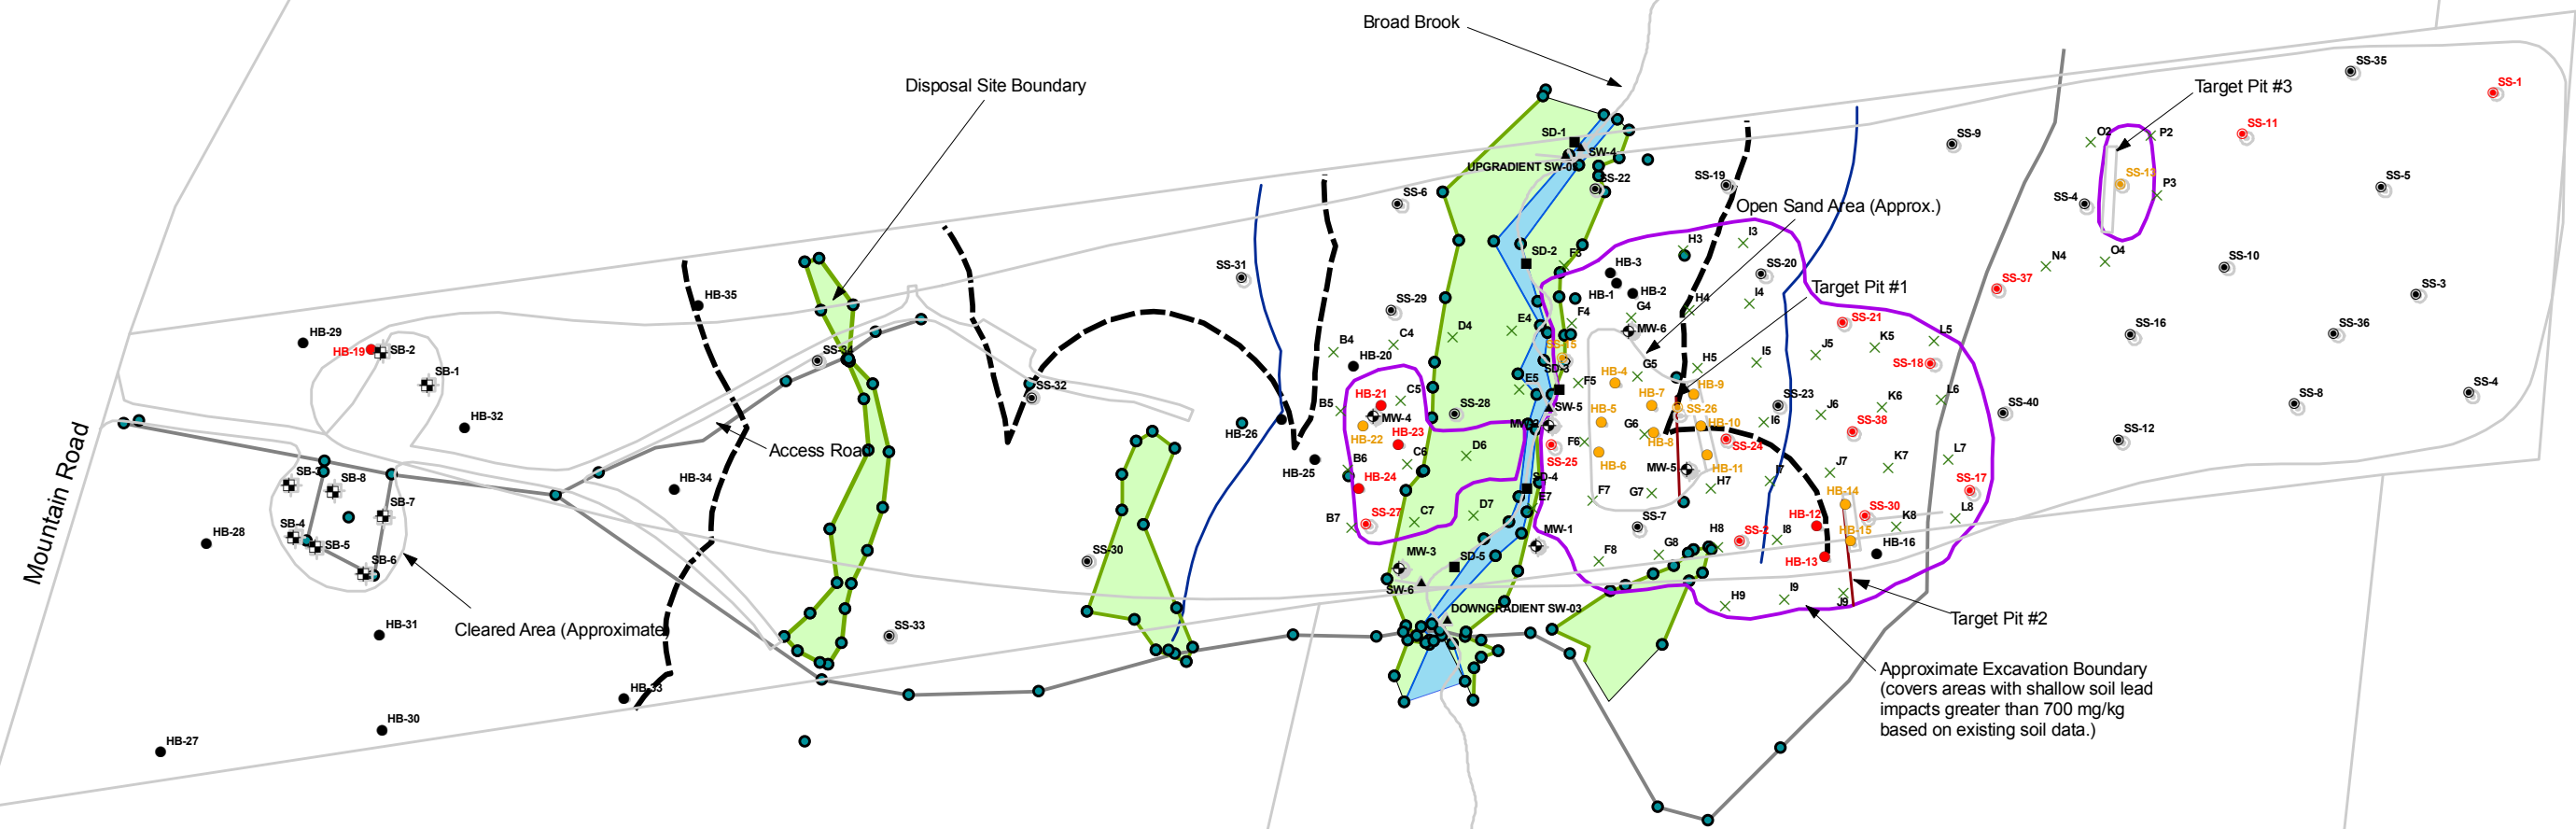 Broad Brook
SS-35
SS-1
Target Pit #3
Disposal Site Boundary
SS-11
O2
P2
SD-1
SS-9
SW-4
UPGRADIENT SW-0
SS-22
SS-19
SS-13
P3
SS-5
SS-6
SS-4
Open Sand Area (Approx.)
I3
H3
SD-2
F3
O4
N4
SS-10
SS-31
HB-3
SS-20
SS-37
Target Pit #1
SS-3
HB-35
HB-1
HB-2
I4
SS-29
H4
G4
F4
D4
E4
SS-21
HB-29
C4
MW-6
K5
L5
SS-16
SS-36
B4
HB-19
SB-2
SS-34
SS-15
J5
HB-20
H5
I5
SS-18
SD-3
G5
SB-1
E5
F5
HB-4
HB-9
SS-32
C5
HB-21
HB-7
L6
SS-4
B5
SS-28
SW-5
HB-5
SS-26
SS-23
K6
SS-40
SS-8
MW-4
J6
HB-32
HB-26
HB-22
MW-2
G6
HB-10
I6
SS-38
HB-23
HB-8
SS-24
SS-12
Mountain Road
Access Road
D6
F6
C6
B6
SS-25
HB-6
HB-11
L7
HB-25
MW-5
I7
J7
K7
SB-3
SB-8
HB-24
SD-4
SS-17
HB-34
H7
G7
F7
E7
SB-7
HB-14
D7
SS-27
C7
B7
SB-4
SS-7
HB-12
SS-30
L8
K8
HB-28
MW-1
H8
SS-2
I8
HB-15
SB-5
SB-6
SS-30
MW-3
SD-5
F8
G8
HB-13
HB-16
SW-6
H9
I9
J9
DOWNGRADIENT SW-03
Target Pit #2
Cleared Area (Approximate)
HB-31
SS-33
HB-33
Approximate Excavation Boundary
(covers areas with shallow soil lead
impacts greater than 700 mg/kg
based on existing soil data.)
HB-30
HB-27